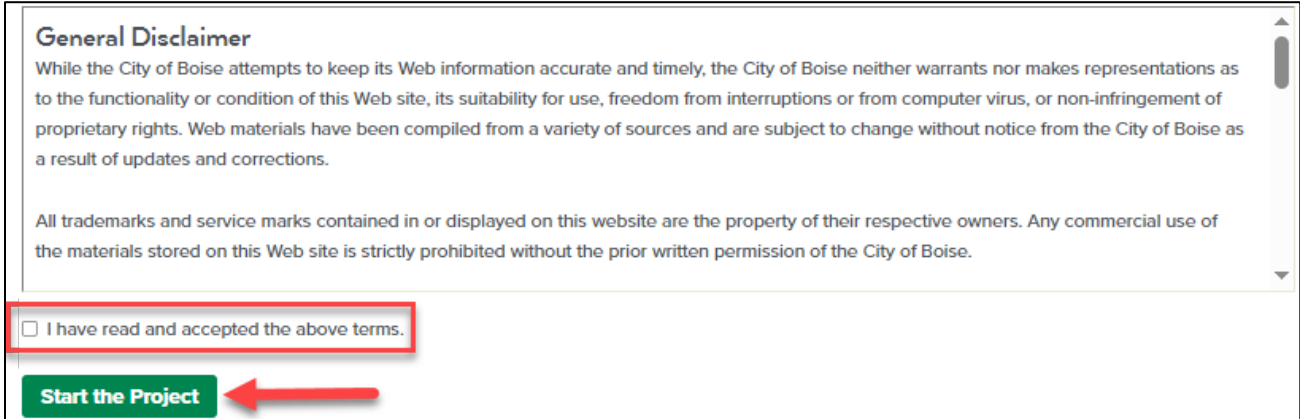 General Disclaimer
While the City of Boise attempts to keep its Web information accurate and timely, the City of Boise neither warrants nor makes representations as
to the functionality or condition of this Web site, its suitability for use, freedom from interruptions or from computer virus, or non-infringement of
proprietary rights. Web materials have been compiled from a variety of sources and are subject to change without notice from the City of Boise as
a result of updates and corrections.
All trademarks and service marks contained in or displayed on this website are the property of their respective owners. Any commercial use of
the materials stored on this Web site is strictly prohibited without the prior written permission of the City of Boise.
I have read and accepted the above terms.
Start the Project